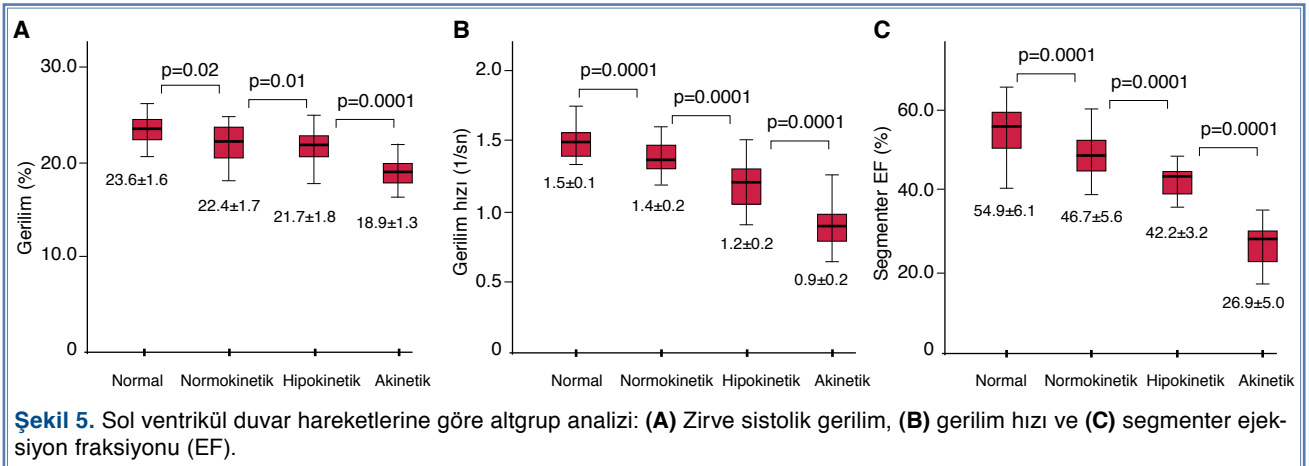 A
30.0
20.0
10.0
0
Gerilim (%)
p=0.02
p=0.01
p=0.0001
23.6±1.6
22.4±1.7
21.7±1.8
18.9±1.3
Normal Normokinetik Hipokinetik Akinetik
B
2.0
1.5
1.0
0.5
0
Gerilim hızı (1/sn)
p=0.0001
p=0.0001
p=0.0001
1.5±0.1
1.4±0.2
1.2±0.2
0.9±0.2
Normal Normokinetik Hipokinetik Akinetik
C
60.0
40.0
20.0
0
Segmenter EF (%)
p=0.0001
p=0.0001
p=0.0001
54.9±6.1
46.7±5.6
42.2±3.2
26.9±5.0
Normal Normokinetik Hipokinetik Akinetik
Şekil 5. Sol ventrikül duvar hareketlerine göre altgrup analizi: (A) Zirve sistolik gerilim, (B) gerilim hızı ve (C) segmenter ejek-
siyon fraksiyonu (EF).